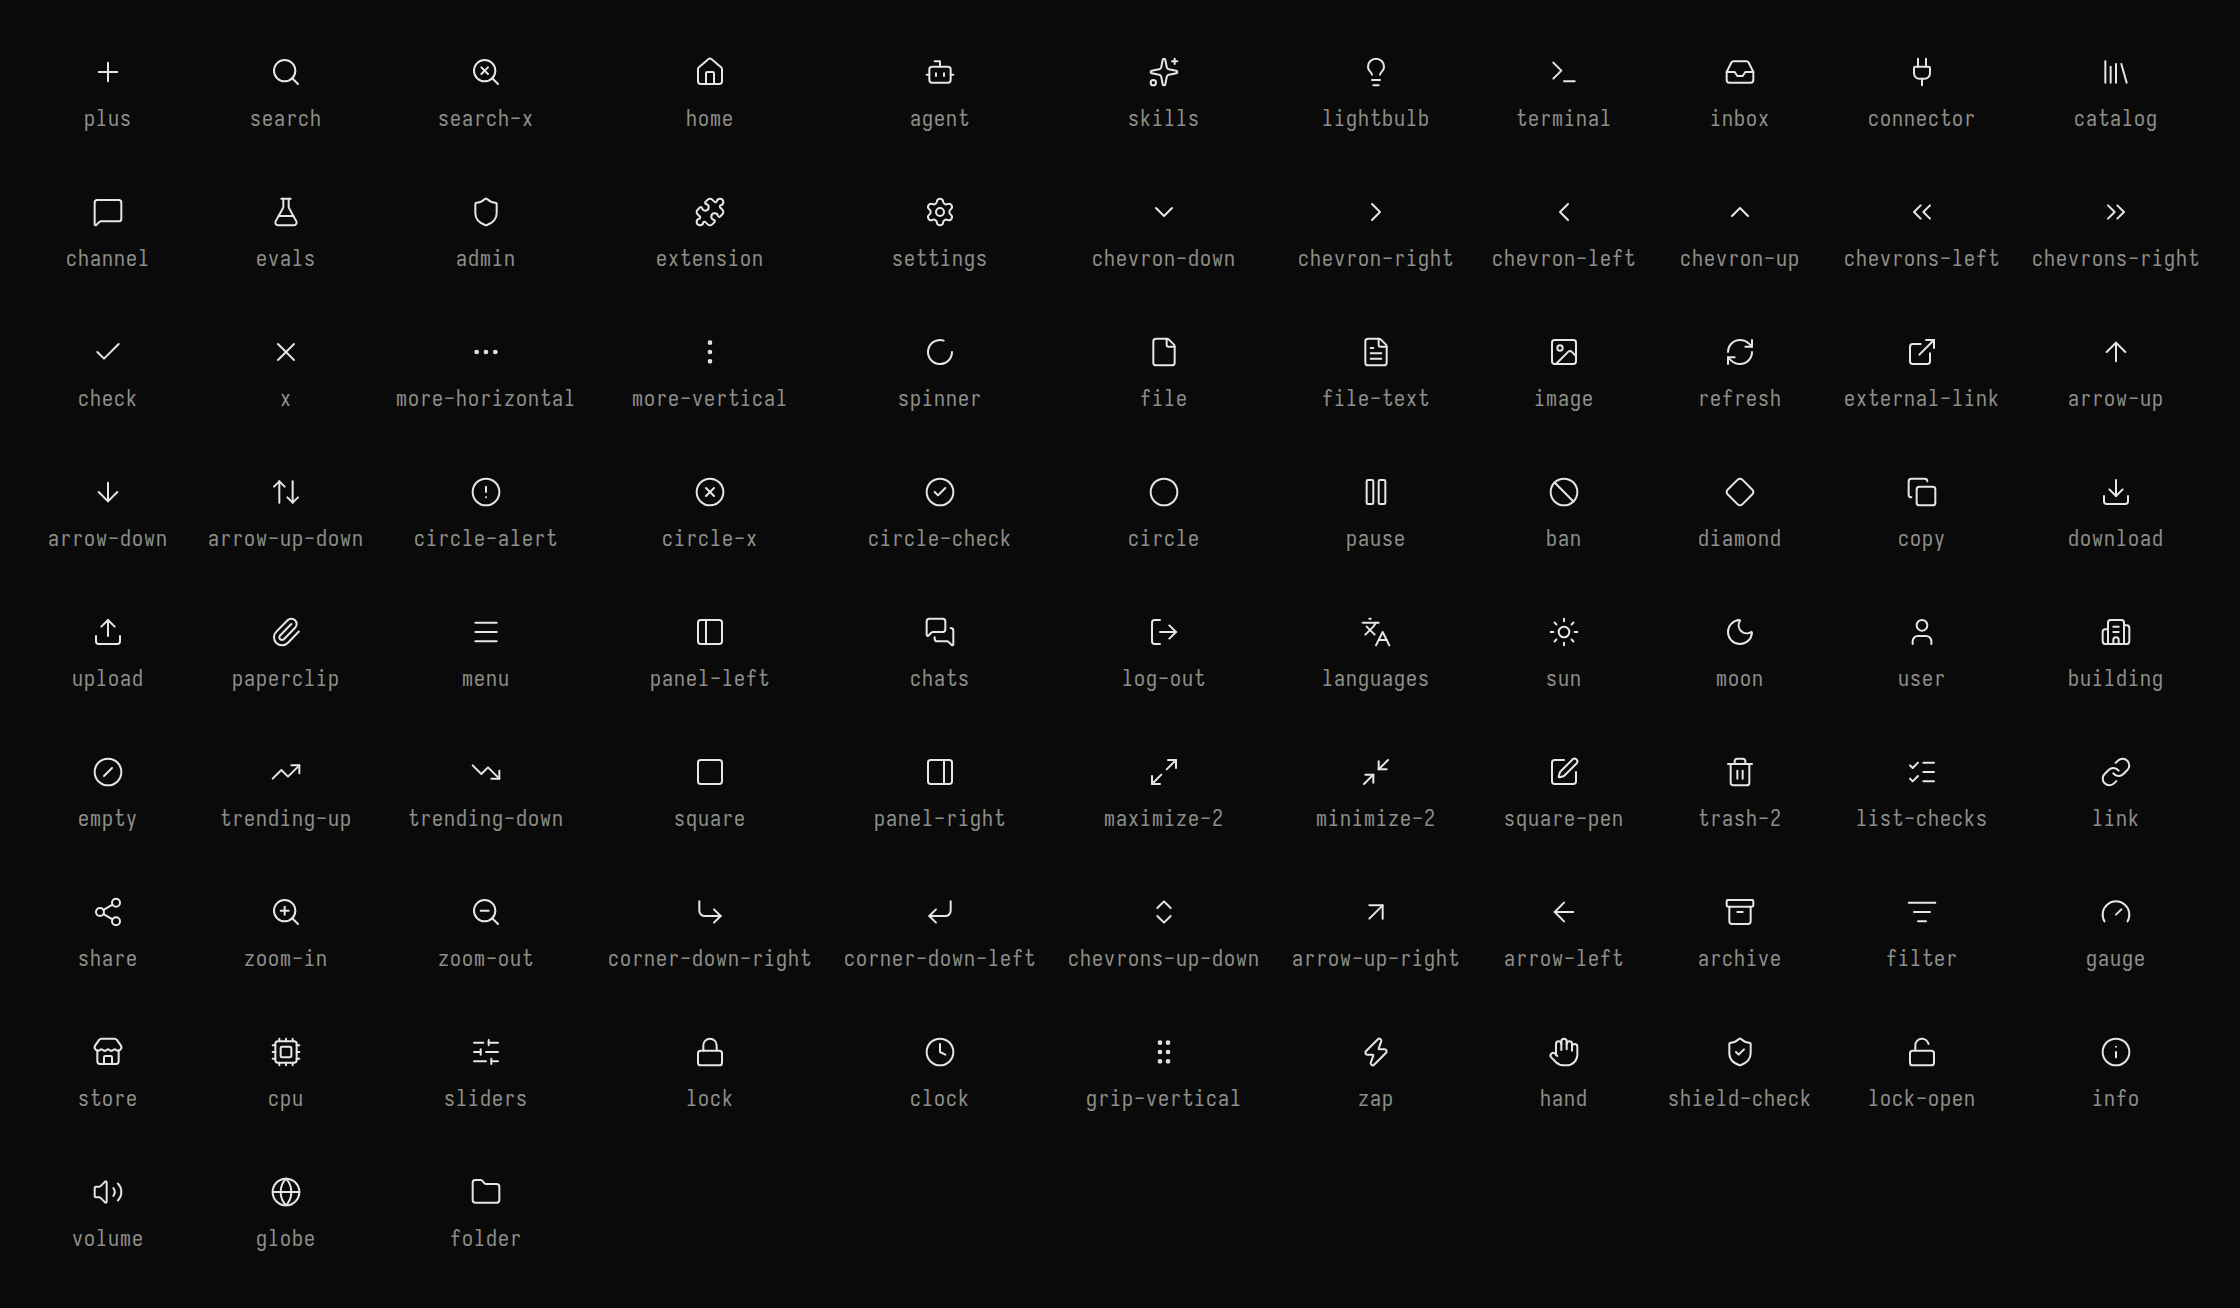 plus search search-x home agent skills lightbulb terminal inbox connector catalog
channel evals admin extension settings chevron-down chevron-right chevron-left chevron-up chevrons-left chevrons-right
check x more-horizontal more-vertical spinner file file-text image refresh external-link arrow-up
arrow-down arrow-up-down circle-alert circle-x circle-check circle pause ban diamond copy download
upload paperclip menu panel-left chats log-out languages sun moon user building
empty trending-up trending-down square panel-right maximize-2 minimize-2 square-pen trash-2 list-checks link
share zoom-in zoom-out corner-down-right corner-down-left chevrons-up-down arrow-up-right arrow-left archive filter gauge
store cpu sliders lock clock grip-vertical zap hand shield-check lock-open info
volume globe folder